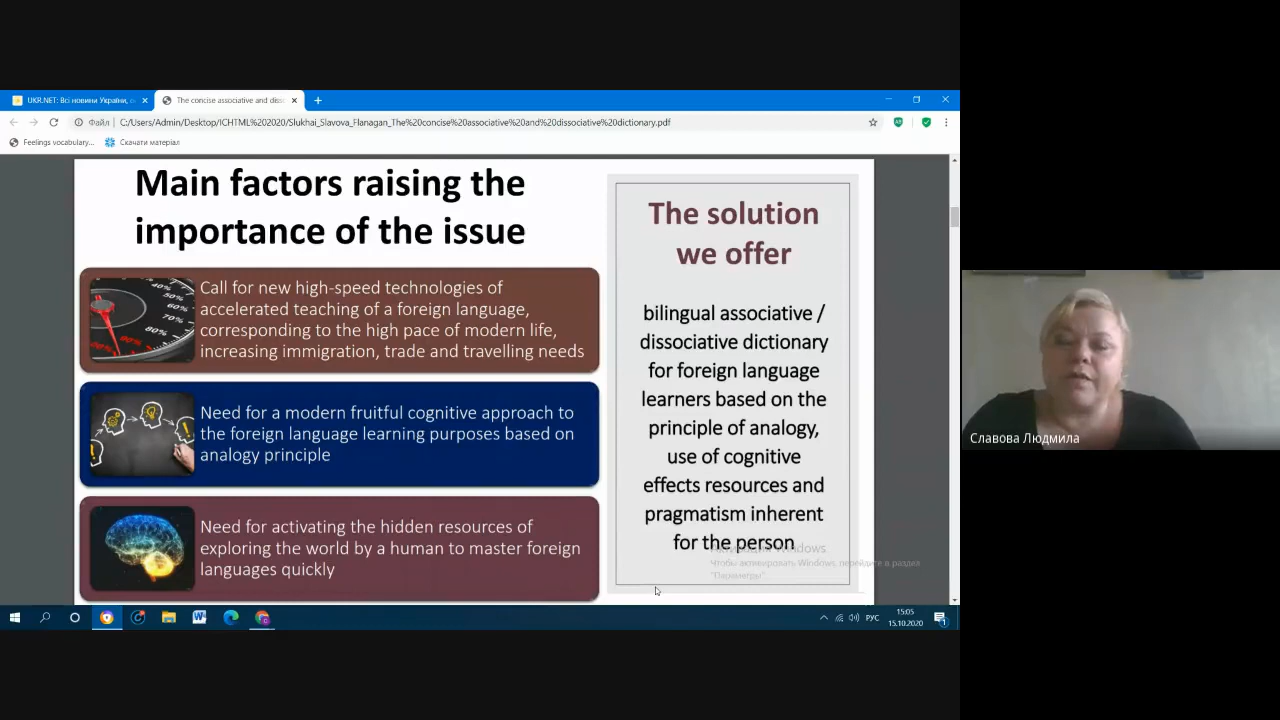 UKR.NET: Всі новини України,
The concise associative and diss
Файл
C:/Users/Admin/Desktop/ICHTML%202020/Slukhai_Slavova_Flanagan_The%20concise%20associative%20and%20dissociative%20dictionary.pdf
Feelings vocabulary...
Скачати матеріал
Main factors raising the
importance of the issue
40%
50%
60%
70%
80%
Call for new high-speed technologies of
accelerated teaching of a foreign language,
corresponding to the high pace of modern life,
increasing immigration, trade and travelling needs
Need for a modern fruitful cognitive approach to
the foreign language learning purposes based on
analogy principle
Need for activating the hidden resources of
exploring the world by a human to master foreign
languages quickly
The solution
we offer
bilingual associative /
dissociative dictionary
for foreign language
learners based on the
principle of analogy,
use of cognitive
effects resources and
pragmatism inherent
for the person
Активация Windows
Чтобы активировать Windows, перейдите в раздел
"Параметры".
РУС
15:05
15.10.2020
1
Славова Людмила